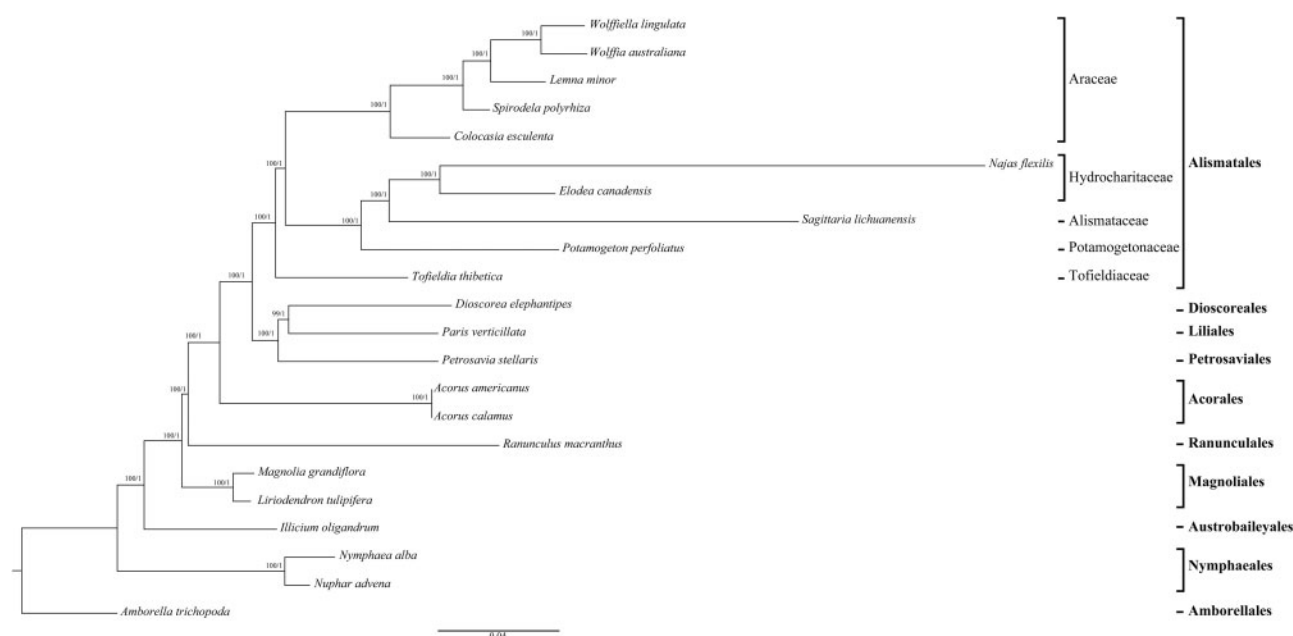 Wolffiella lingulata
100/1
Wolffia australiana
100/1
Lemna minor
100/1
Araceae
Spirodela polyrhiza
100/1
Colocasia esculenta
100/1
Najas flexilis
Alismatales
100/1
Hydrocharitaceae
Elodea canadensis
100/1
Sagittaria lichuanensis
Alismataceae
100/1
Potamogeton perfoliatus
Potamogetonaceae
100/1
Tofieldia thibetica
Tofieldiaceae
100/1
Dioscorea elephantipes
Dioscoreales
99/1
Paris verticillata
Liliales
100/1
Petrosavia stellaris
Petrosaviales
100/1
Acorus americanus
Acorales
100/1
Acorus calamus
100/1
Ranunculus macranthus
Ranunculales
100/1
Magnolia grandiflora
Magnoliales
100/1
Liriodendron tulipifera
100/1
Illicium oligandrum
Austrobaileyales
Nymphaea alba
Nymphaeales
100/1
Nuphar advena
Amborella trichopoda
Amborellales
0.04